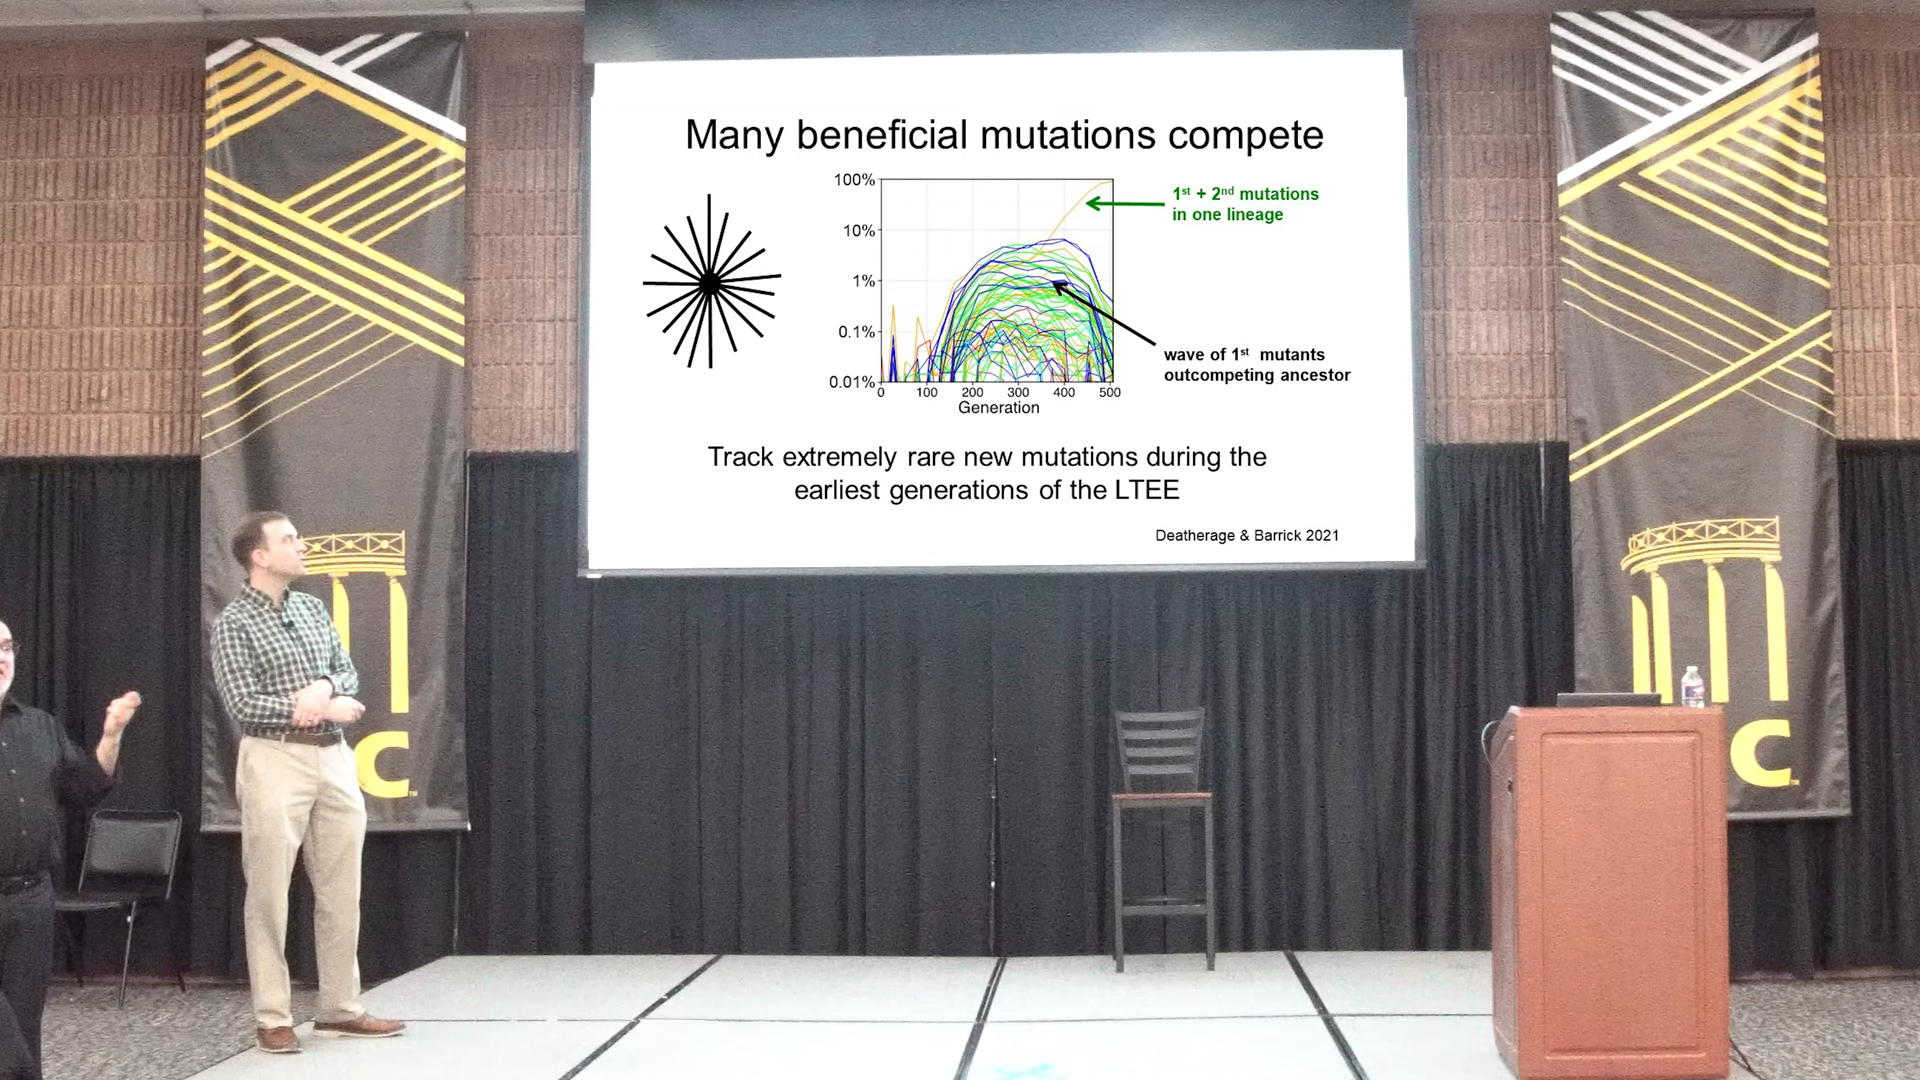 Many beneficial mutations compete
100%
10%
1%
0.1%
0.01%
0 100 200 300 400 500
Generation
1st + 2nd mutations
in one lineage
wave of 1st mutants
outcompeting ancestor
Track extremely rare new mutations during the
earliest generations of the LTEE
Deatherage & Barrick 2021
C
TM
C
TM